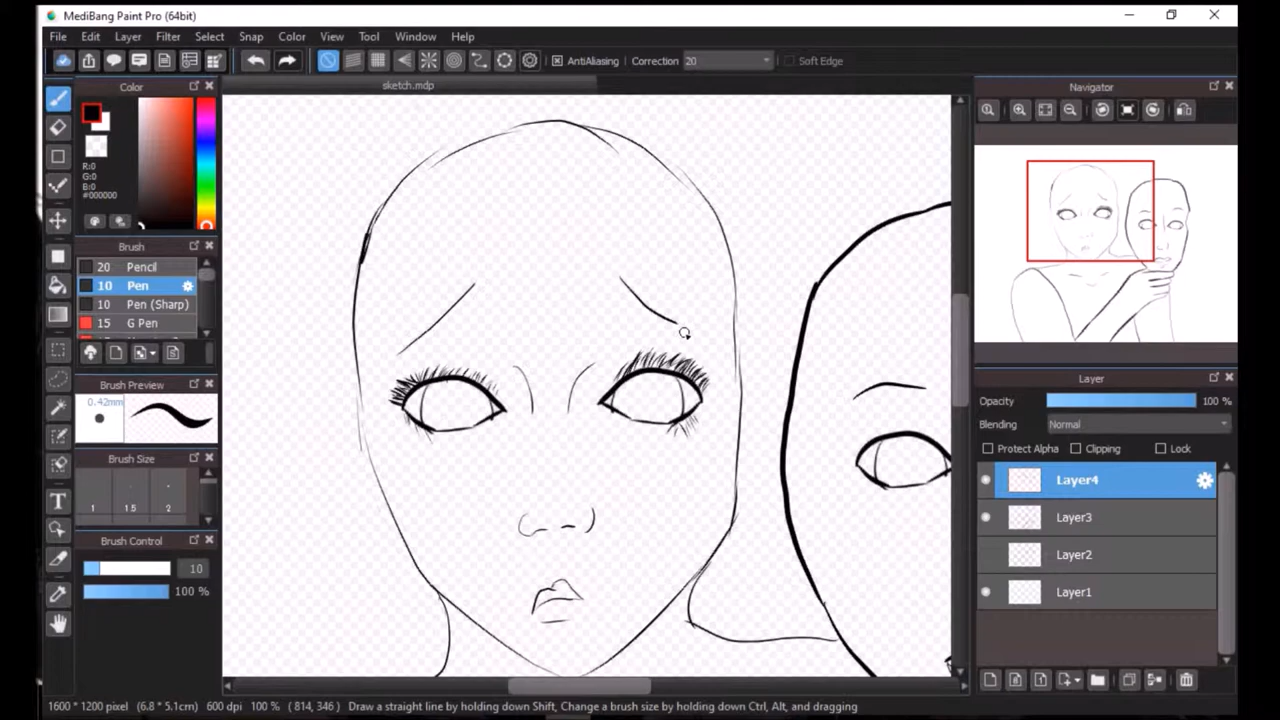 MediBang Paint Pro (64bit)
File Edit Layer Filter Select Snap Color View Tool Window Help
AntiAliasing Correction 20 Soft Edge
sketch.mdp
Color
R:0
G:0
B:0
#000000
Brush
20 Pencil
10 Pen
10 Pen (Sharp)
15 G Pen
Brush Preview
0.42mm
Brush Size
1 1.5 2
Brush Control
10
100 %
T
Navigator
Layer
Opacity 100 %
Blending Normal
Protect Alpha Clipping Lock
Layer4
Layer3
Layer2
Layer1
1600 * 1200 pixel (6.8 * 5.1cm) 600 dpi 100 % ( 814, 346 ) Draw a straight line by holding down Shift, Change a brush size by holding down Ctrl, Alt, and dragging